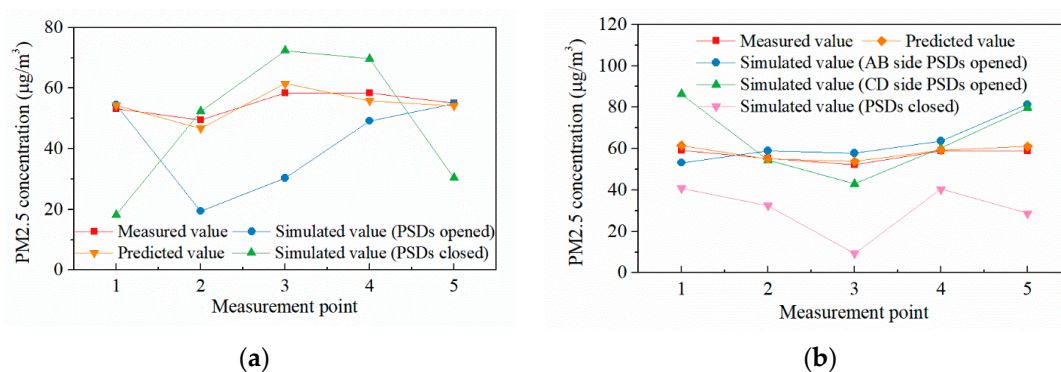 PM2.5 concentration (μg/m³)
80
60
40
20
0
Measured value
Simulated value (PSDs opened)
Predicted value
Simulated value (PSDs closed)
1 2 3 4 5
Measurement point
(a)
PM2.5 concentration (μg/m³)
120
100
80
60
40
20
0
Measured value
Predicted value
Simulated value (AB side PSDs opened)
Simulated value (CD side PSDs opened)
Simulated value (PSDs closed)
1 2 3 4 5
Measurement point
(b)